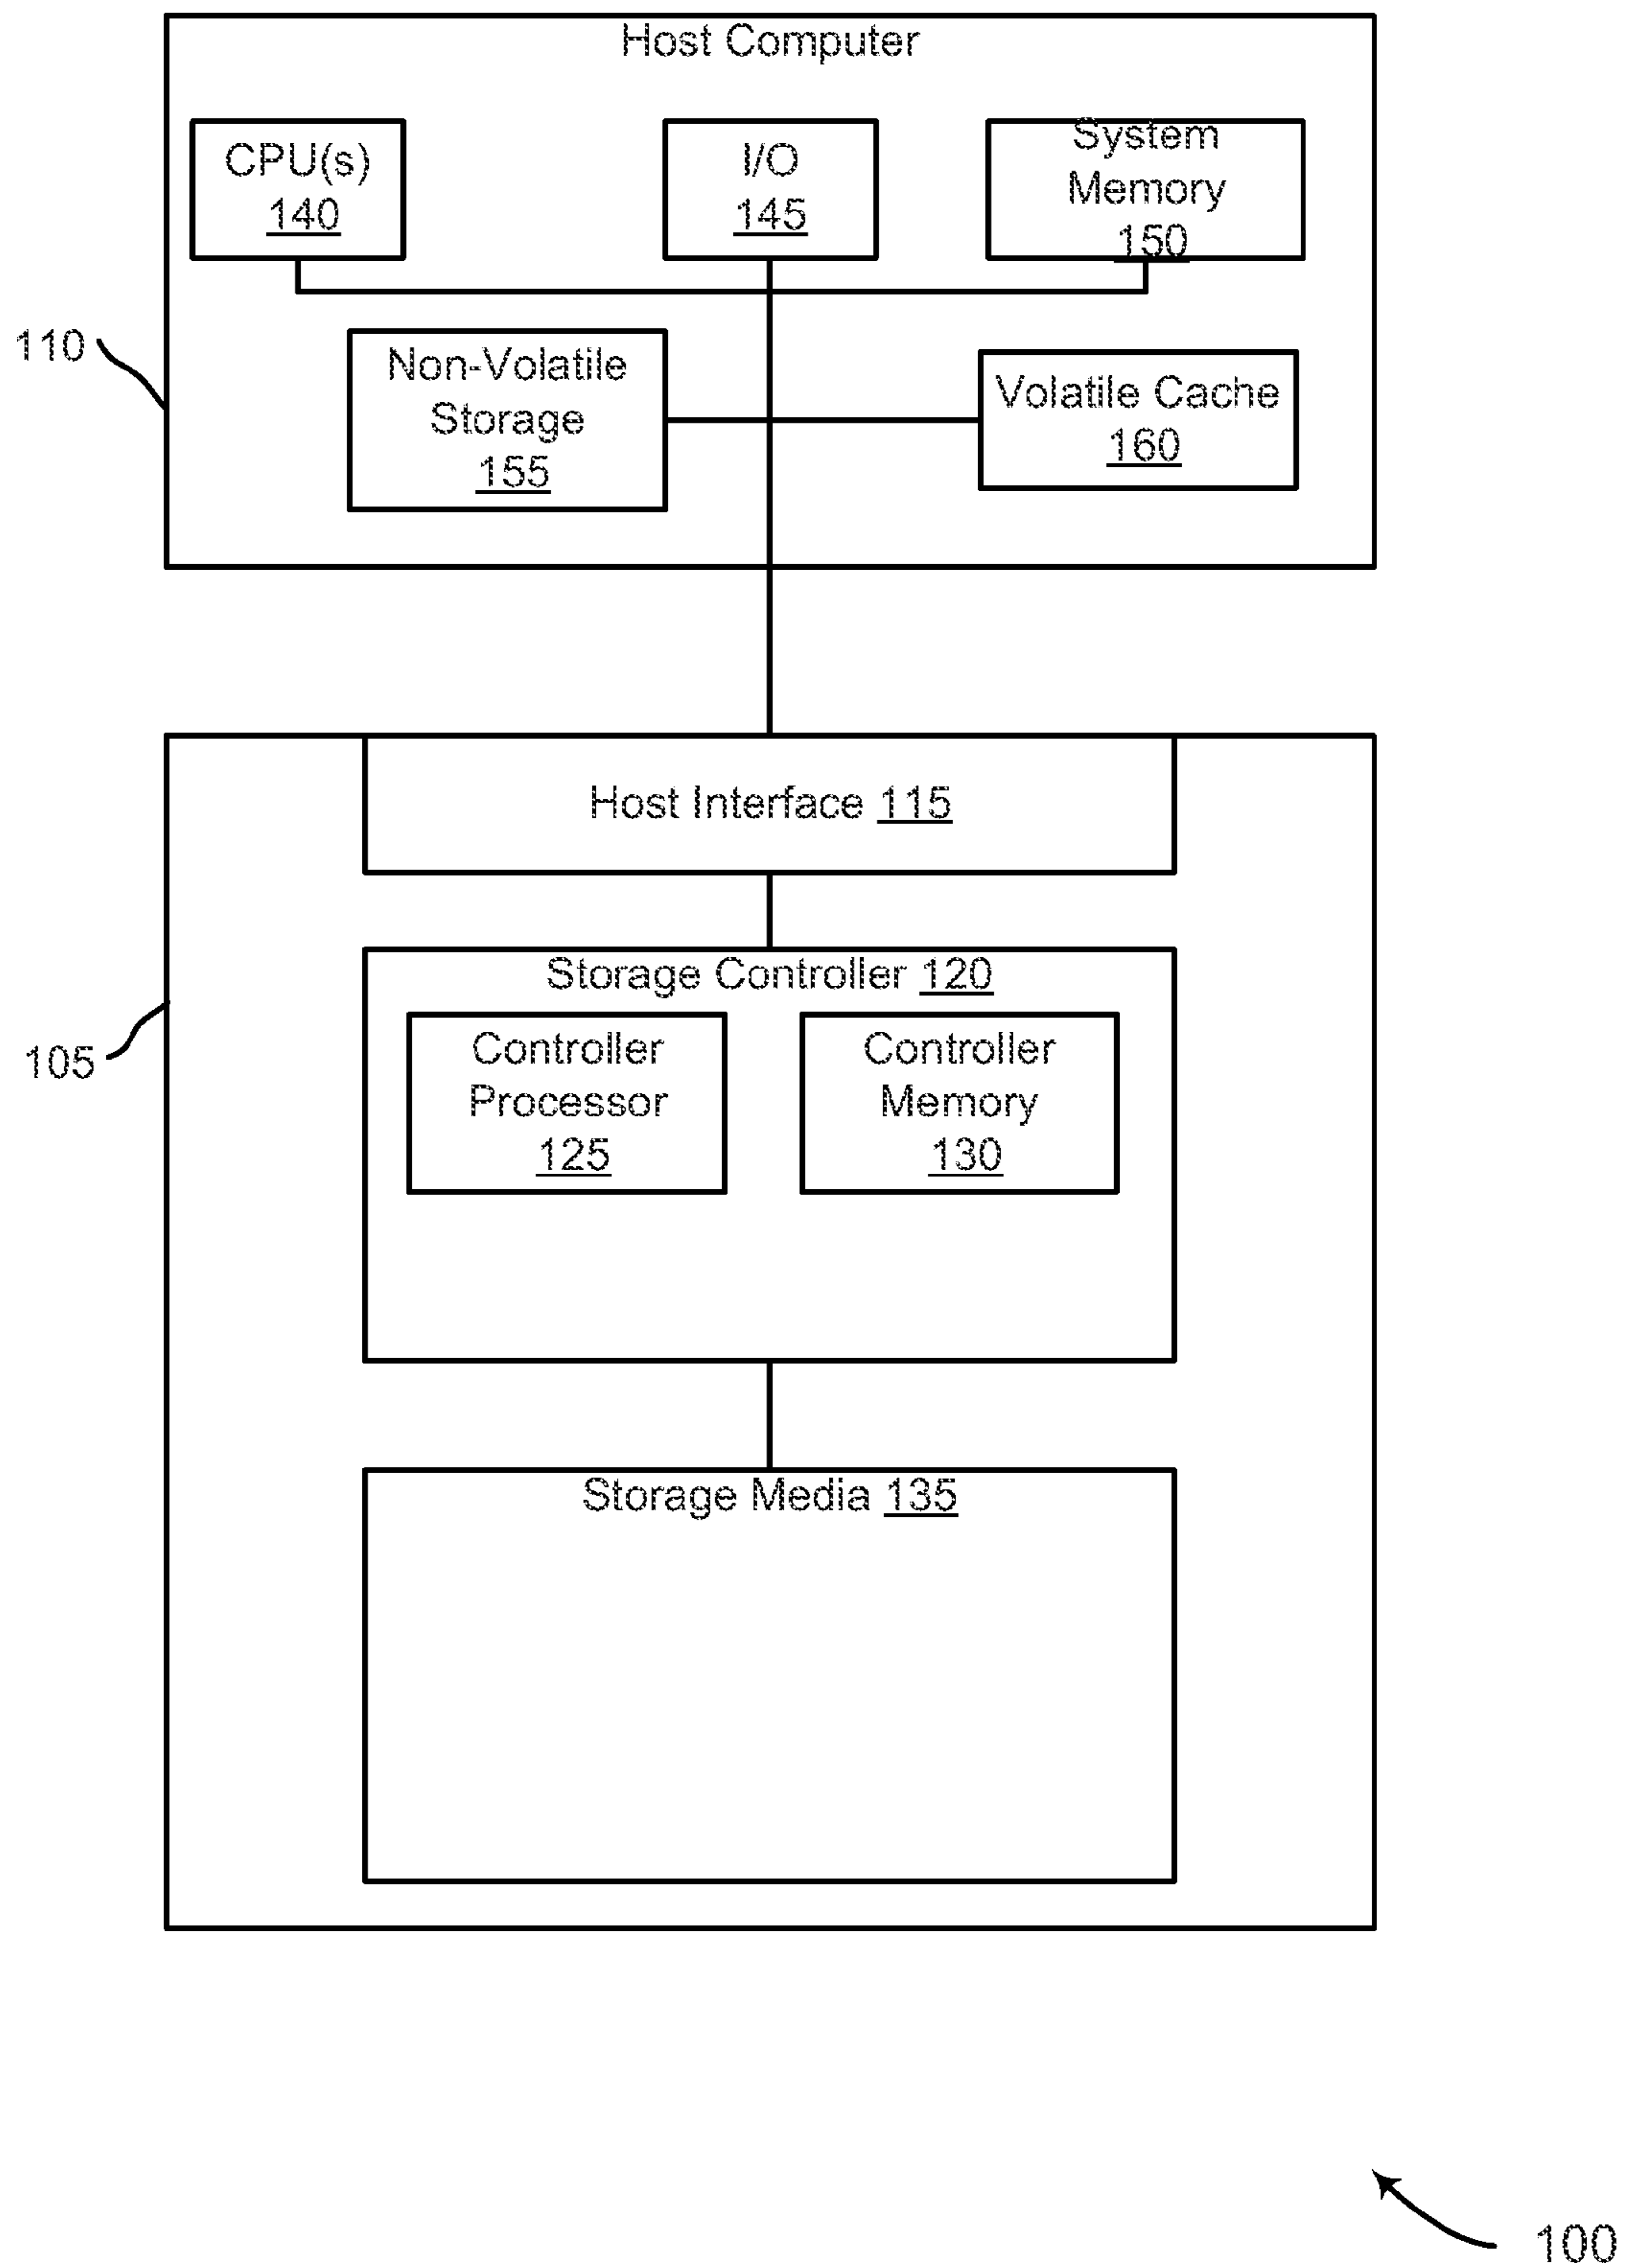 Host Computer
CPU(s)
140
I/O
145
System
Memory
150
110
Non-Volatile
Storage
155
Volatile Cache
160
Host Interface 115
Storage Controller 120
105
Controller
Processor
125
Controller
Memory
130
Storage Media 135
100